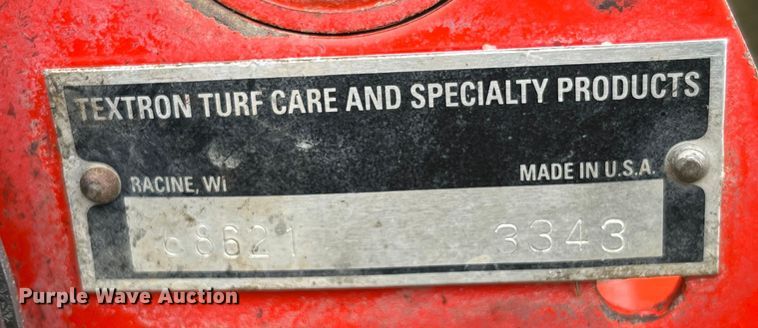 TEXTRON TURF CARE AND SPECIALTY PRODUCTS
RACINE, WI MADE IN U.S.A.
68621 3343
Purple Wave Auction